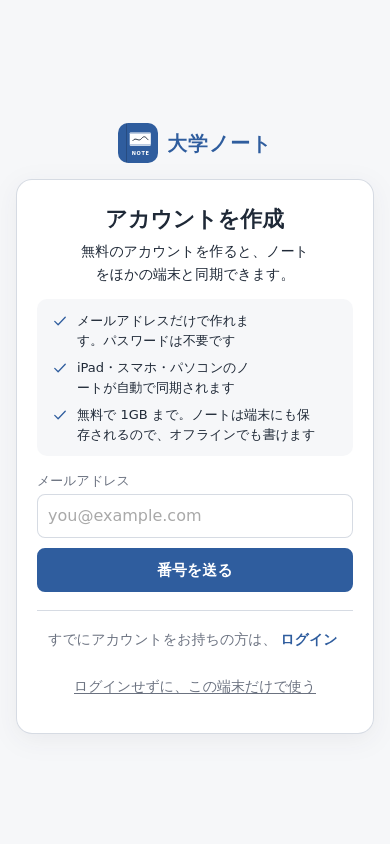 NOTE
大学ノート
アカウントを作成
無料のアカウントを作ると、ノート
をほかの端末と同期できます。
メールアドレスだけで作れま
す。パスワードは不要です
iPad・スマホ・パソコンのノ
ートが自動で同期されます
無料で 1GB まで。ノートは端末にも保
存されるので、オフラインでも書けます
メールアドレス
you@example.com
番号を送る
すでにアカウントをお持ちの方は、 ログイン
ログインせずに、この端末だけで使う